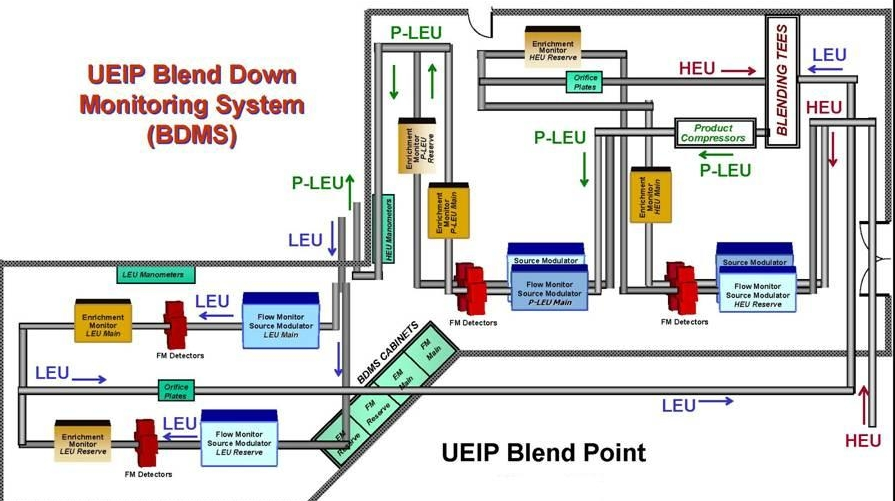 UEIP Blend Down
Monitoring System
(BDMS)
P-LEU
Enrichment
Monitor
HEU Reserve
Orifice
Plates
HEU
BLENDING TEES
LEU
HEU
Product
Compressors
P-LEU
P-LEU
Enrichment
Monitor
P-LEU
Reserve
Enrichment
Monitor
P-LEU Main
Enrichment
Monitor
HEU Main
P-LEU
HEU Manometers
LEU
LEU Manometers
Source Modulator
Flow Monitor
Source Modulator
P-LEU Main
FM Detectors
Source Modulator
Flow Monitor
Source Modulator
HEU Reserve
FM Detectors
Enrichment
Monitor
LEU Main
LEU
FM Detectors
Flow Monitor
Source Modulator
LEU Main
BDMS CABINETS
FM
Main
EM
Main
FM
Reserve
EM
Reserve
LEU
Orifice
Plates
LEU
Enrichment
Monitor
LEU Reserve
LEU
FM Detectors
Flow Monitor
Source Modulator
LEU Reserve
UEIP Blend Point
HEU